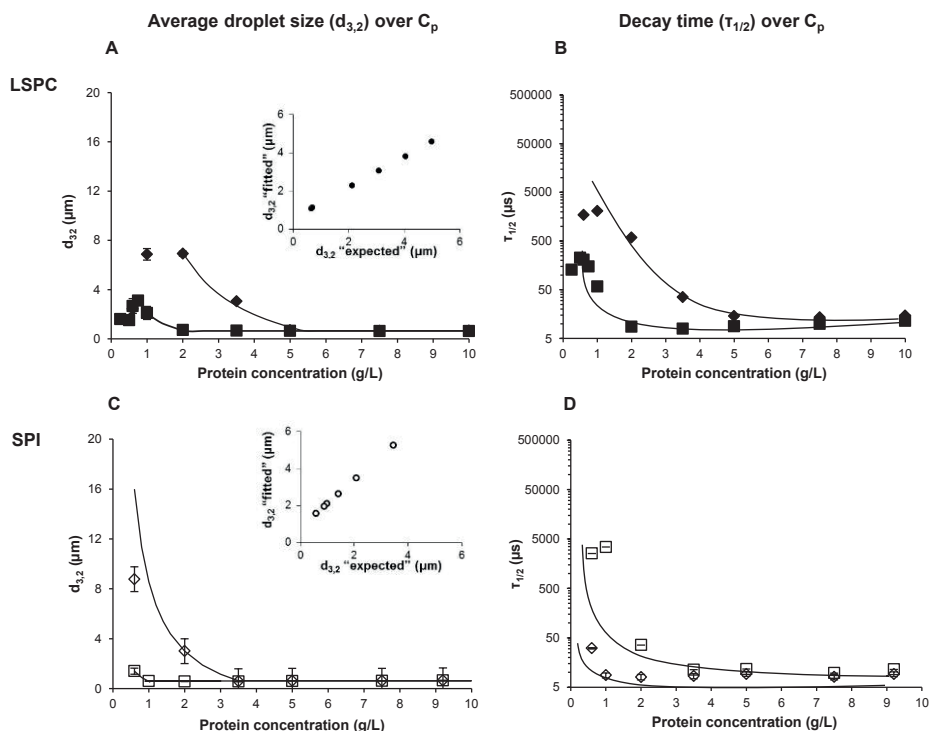 Average droplet size (d3,2) over Cp
Decay time (τ1/2) over Cp
A
B
LSPC
20
16
12
8
4
0
d32 (μm)
0 1 2 3 4 5 6 7 8 9 10
Protein concentration (g/L)
6
4
2
0
d3,2 "fitted" (μm)
0 2 4 6
d3,2 "expected" (μm)
500000
50000
5000
500
50
5
τ1/2 (μs)
0 1 2 3 4 5 6 7 8 9 10
Protein concentration (g/L)
C
D
SPI
20
16
12
8
4
0
d3,2 (μm)
0 1 2 3 4 5 6 7 8 9 10
Protein concentration (g/L)
6
4
2
0
d3,2 "fitted" (μm)
0 2 4 6
d3,2 "expected" (μm)
500000
50000
5000
500
50
5
τ1/2 (μs)
0 1 2 3 4 5 6 7 8 9 10
Protein concentration (g/L)